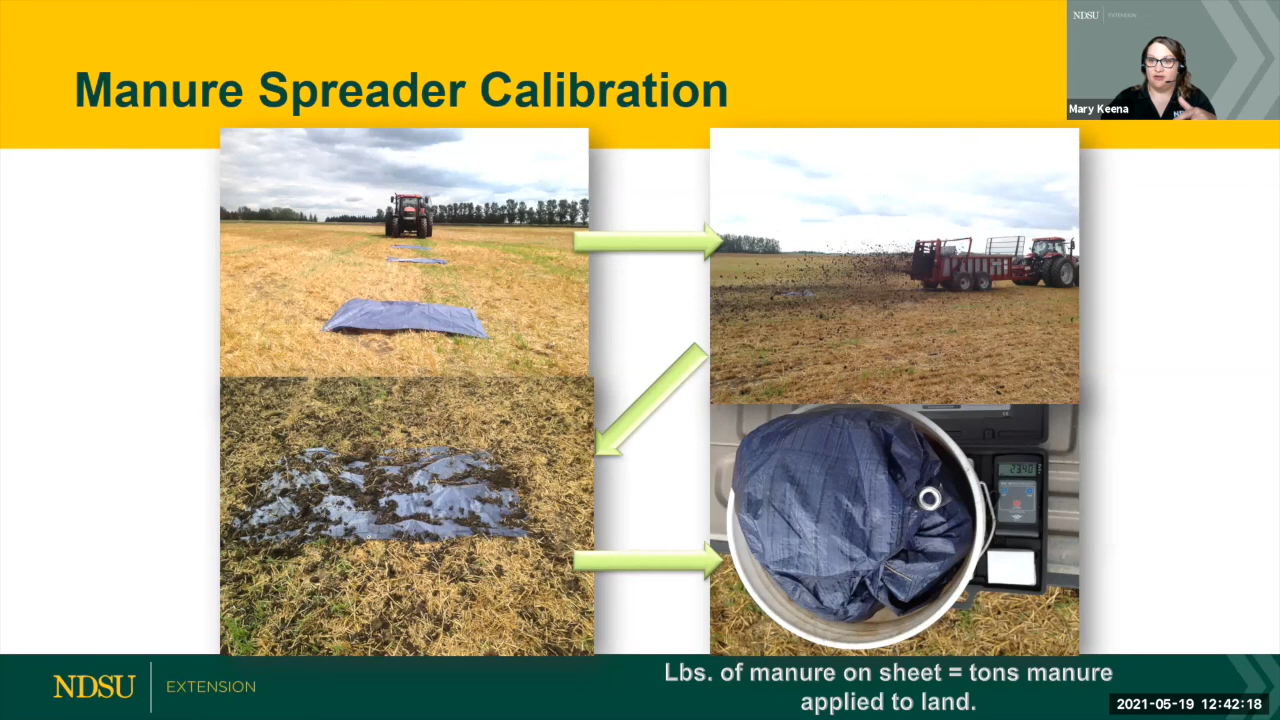 NDSU EXTENSION
Manure Spreader Calibration
Mary Keena
2340
NDSU EXTENSION
Lbs. of manure on sheet = tons manure
applied to land.
2021-05-19 12:42:18